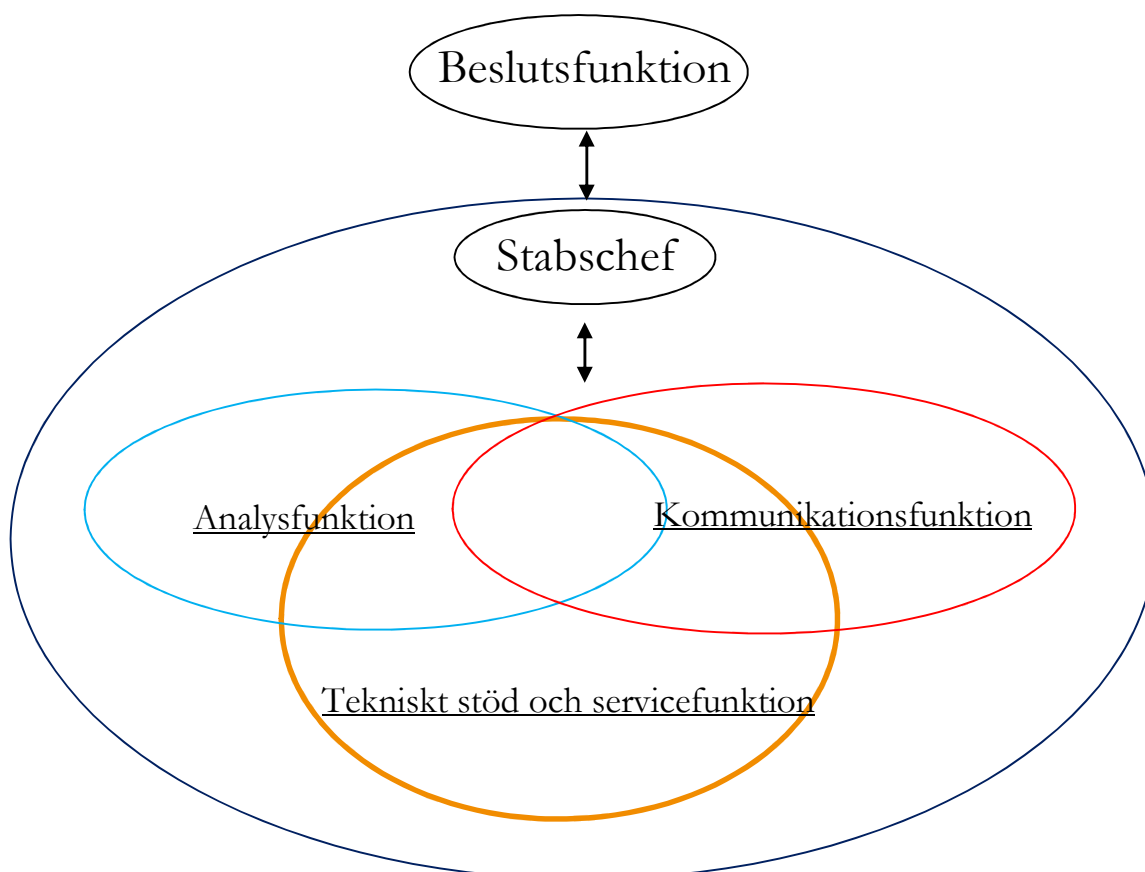 Beslutsfunktion
Stabschef
Analysfunktion
Kommunikationsfunktion
Tekniskt stöd och servicefunktion